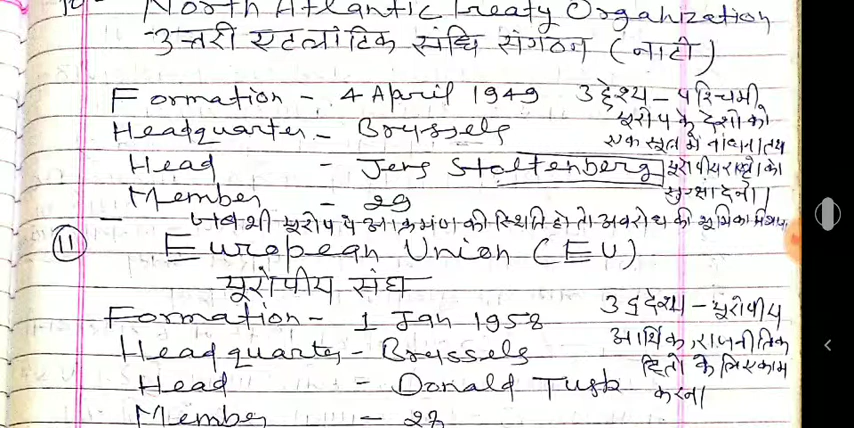 North Atlantic Treaty Organization
उत्तरी एटलांटिक संधि संगठन (नाटो)
Formation - 4 April 1949
Headquarter - Brussels
Head - Jens Stoltenberg
Member - 29
उद्देश्य - पश्चिमी
यूरोप के देशों को
एक सूत्र में बांधना तथा
यूरोपीय राष्ट्रों को
सुरक्षा देना।
जब भी यूरोप पे आक्रमण की स्थिति हो तो अवरोध की भूमिका
11 European Union (EU)
यूरोपीय संघ
Formation - 1 Jan 1958
Headquarter - Brussels
Head - Donald Tusk
Member - 27
उद्देश्य - यूरोपीय
आर्थिक, राजनीतिक
हितों के लिए काम
करना